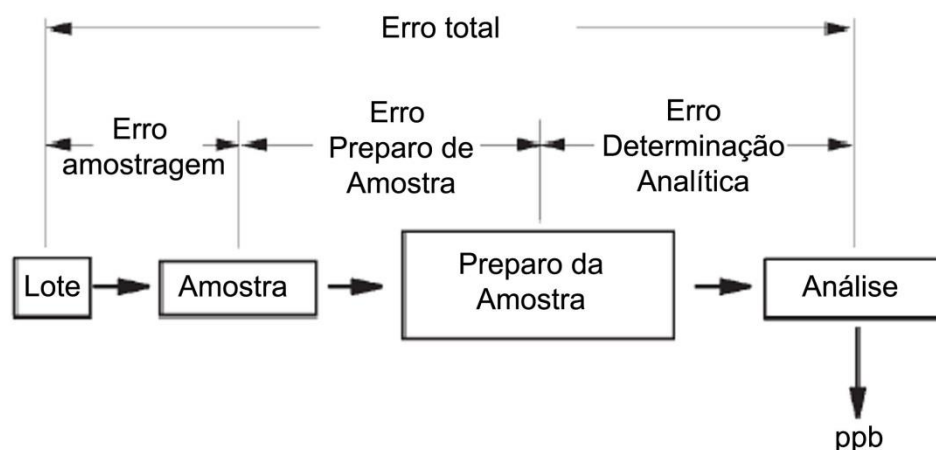 Erro total
Erro
amostragem
Erro
Preparo de
Amostra
Erro
Determinação
Analítica
Lote
Amostra
Preparo da
Amostra
Análise
ppb